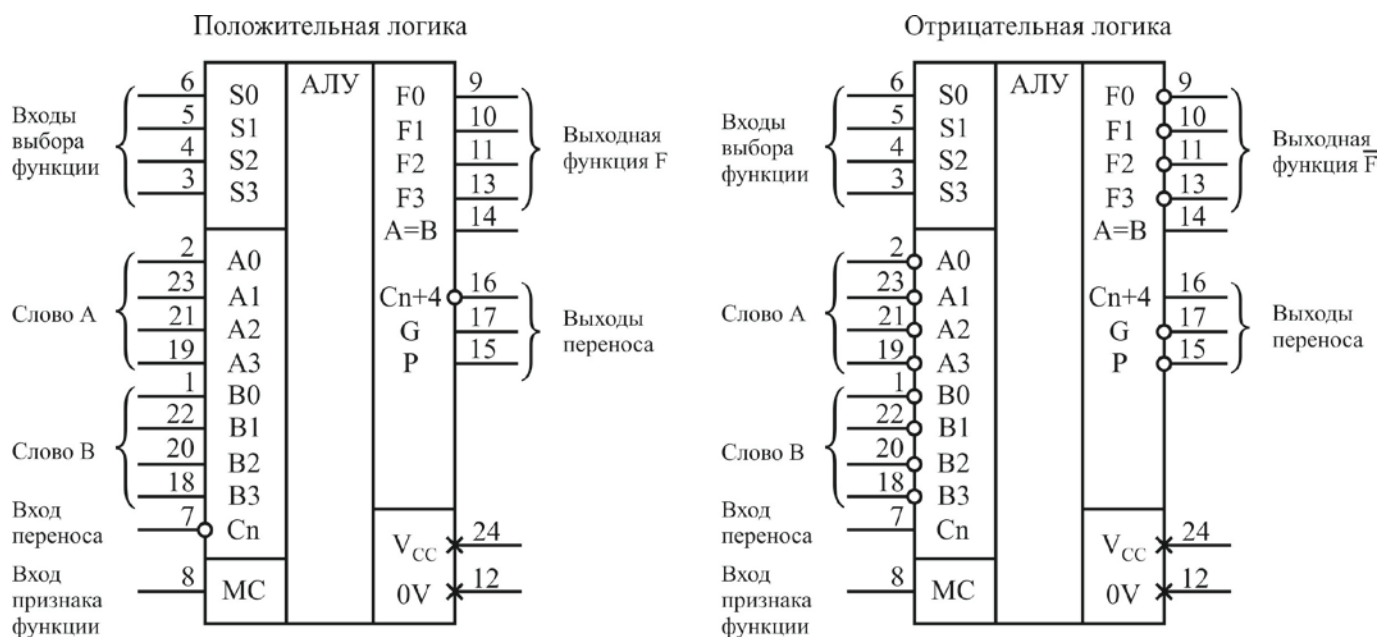 Положительная логика
Входы
выбора
функции
6
5
4
3
S0
S1
S2
S3
АЛУ
F0
F1
F2
F3
A=B
9
10
11
13
14
Выходная
функция F
Слово A
2
23
21
19
A0
A1
A2
A3
Cn+4
G
P
16
17
15
Выходы
переноса
Слово B
1
22
20
18
B0
B1
B2
B3
Вход
переноса
7
Cn
Вход
признака
функции
8
MC
VCC
0V
24
12
Отрицательная логика
Входы
выбора
функции
6
5
4
3
S0
S1
S2
S3
АЛУ
F0
F1
F2
F3
A=B
9
10
11
13
14
Выходная
функция F̅
Слово A
2
23
21
19
A0
A1
A2
A3
Cn+4
G
P
16
17
15
Выходы
переноса
Слово B
1
22
20
18
B0
B1
B2
B3
Вход
переноса
7
Cn
Вход
признака
функции
8
MC
VCC
0V
24
12